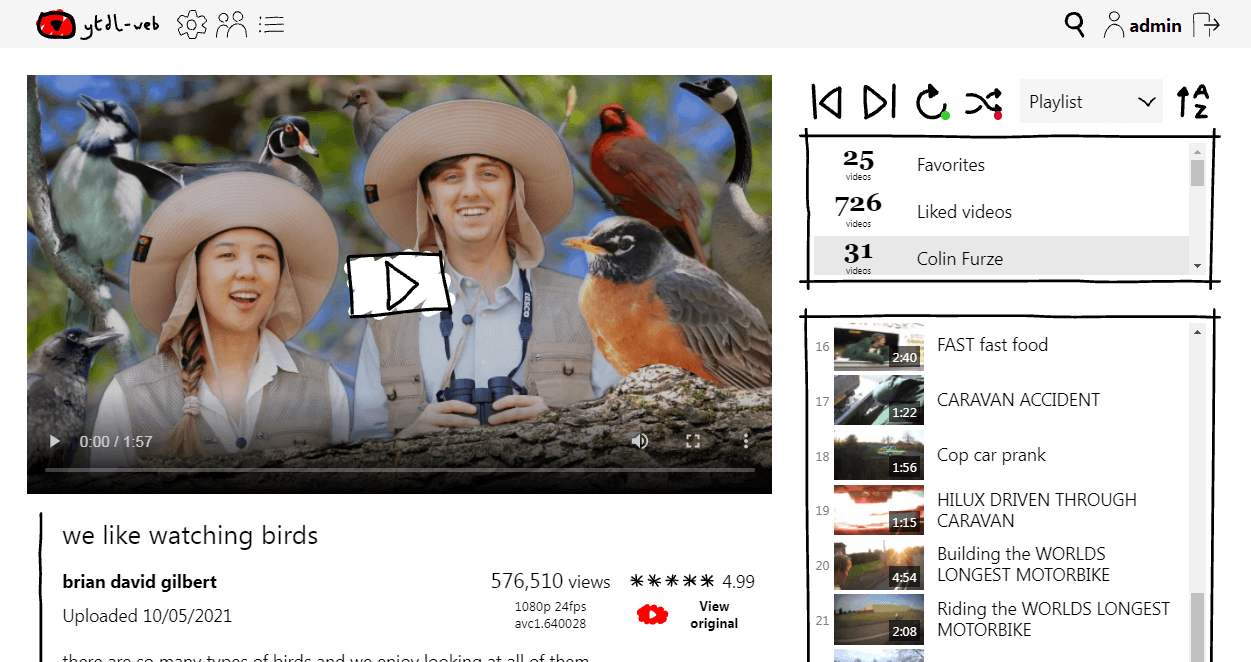 ytdl-web
admin
Playlist
A
Z
25
videos
Favorites
726
videos
Liked videos
31
videos
Colin Furze
TRESCO
0:00 / 1:57
16
2:40
FAST fast food
17
1:22
CARAVAN ACCIDENT
18
1:56
Cop car prank
19
1:15
HILUX DRIVEN THROUGH
CARAVAN
20
4:54
Building the WORLDS
LONGEST MOTORBIKE
21
2:08
Riding the WORLDS LONGEST
MOTORBIKE
we like watching birds
brian david gilbert
576,510 views
4.99
Uploaded 10/05/2021
1080p 24fps
avc1.640028
View
original
there are so many types of birds and we enjoy looking at all of them